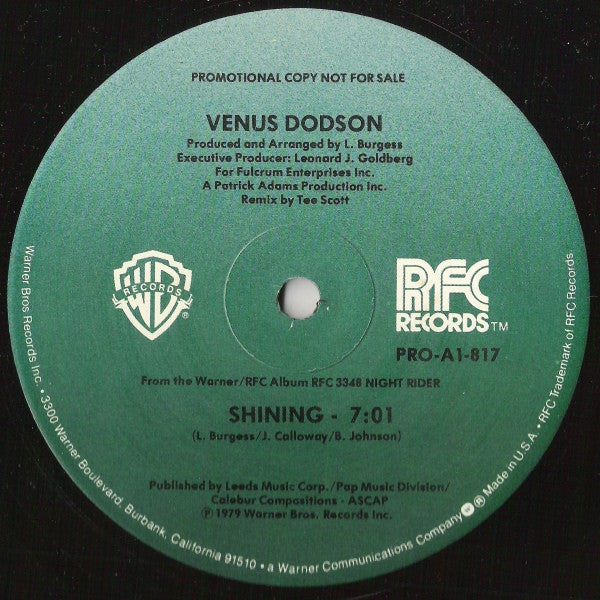 PROMOTIONAL COPY NOT FOR SALE
VENUS DODSON
Produced and Arranged by L. Burgess
Executive Producer: Leonard J. Goldberg
For Fulcrum Enterprises Inc.
A Patrick Adams Production Inc.
Remix by Tee Scott
WB
RECORDS
®
RFC
RECORDS™
PRO-A1-817
From the Warner/RFC Album RFC 3348 NIGHT RIDER
SHINING - 7:01
(L. Burgess/J. Calloway/B. Johnson)
Published by Leeds Music Corp./Pap Music Division/
Calebur Compositions - ASCAP
℗ 1979 Warner Bros. Records Inc.
Warner Bros Records Inc. • 3300 Warner Boulevard, Burbank, California 91510 • a Warner Communications Company Ⓦ ® Made in U.S.A. • RFC Trademark of RFC Records